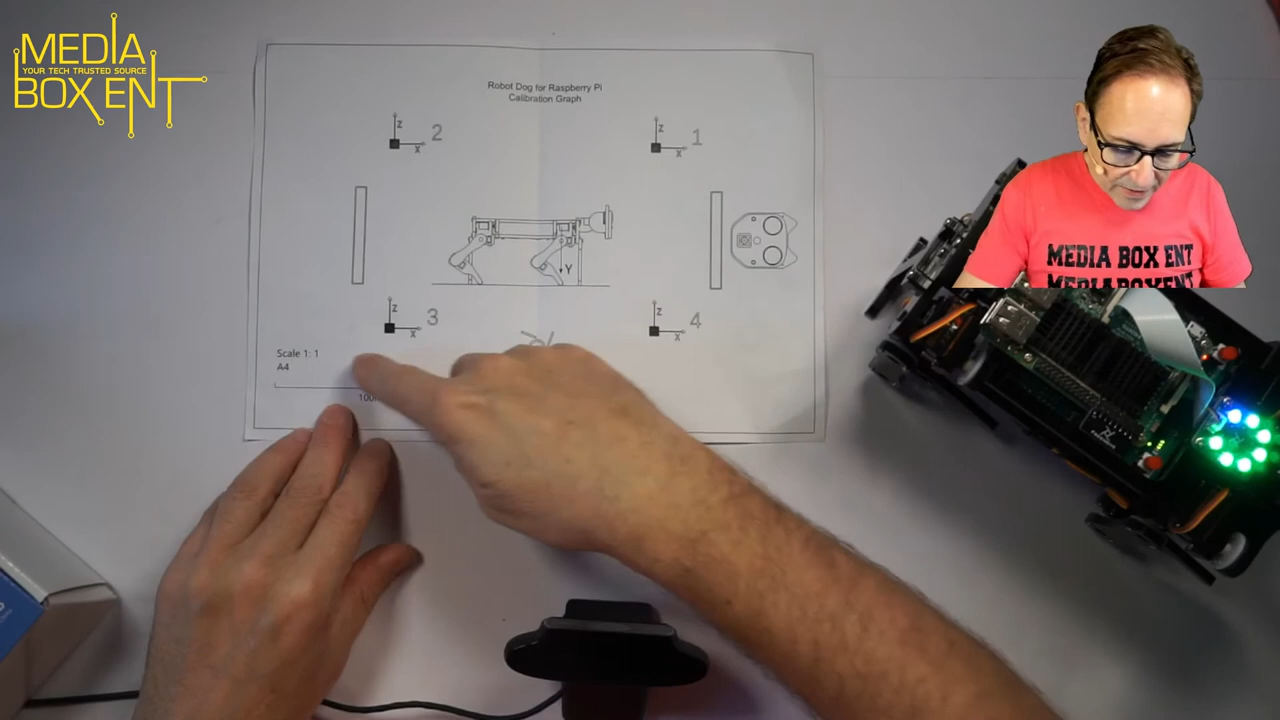 MEDIA
YOUR TECH TRUSTED SOURCE
BOX ENT
Robot Dog for Raspberry Pi
Calibration Graph
z
x
2
z
x
1
Y
z
x
3
z
x
4
Scale 1: 1
A4
MEDIA BOX ENT
MEDIABOXENT